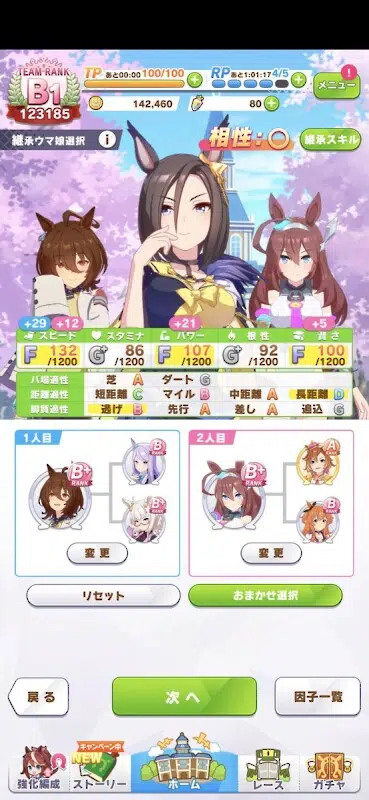 TEAM RANK
B1
123185
TP あと00:00 100/100
RP あと1:01:17 4/5
メニュー
142,460
80
継承ウマ娘選択
相性:○
継承スキル
+29 +12 +21 +5
スピード スタミナ パワー 根性 賢さ
F 132/1200 G+ 86/1200 F 107/1200 G+ 92/1200 F 100/1200
バ場適性 芝 A ダート G
距離適性 短距離 C マイル B 中距離 A 長距離 D
脚質適性 逃げ B 先行 A 差し A 追込 G
1人目
B+ RANK
B RANK
B RANK
変更
2人目
B+ RANK
A RANK
B RANK
変更
リセット
おまかせ選択
戻る
次へ
因子一覧
キャンペーン中
NEW
強化編成
ストーリー
ホーム
レース
ガチャ